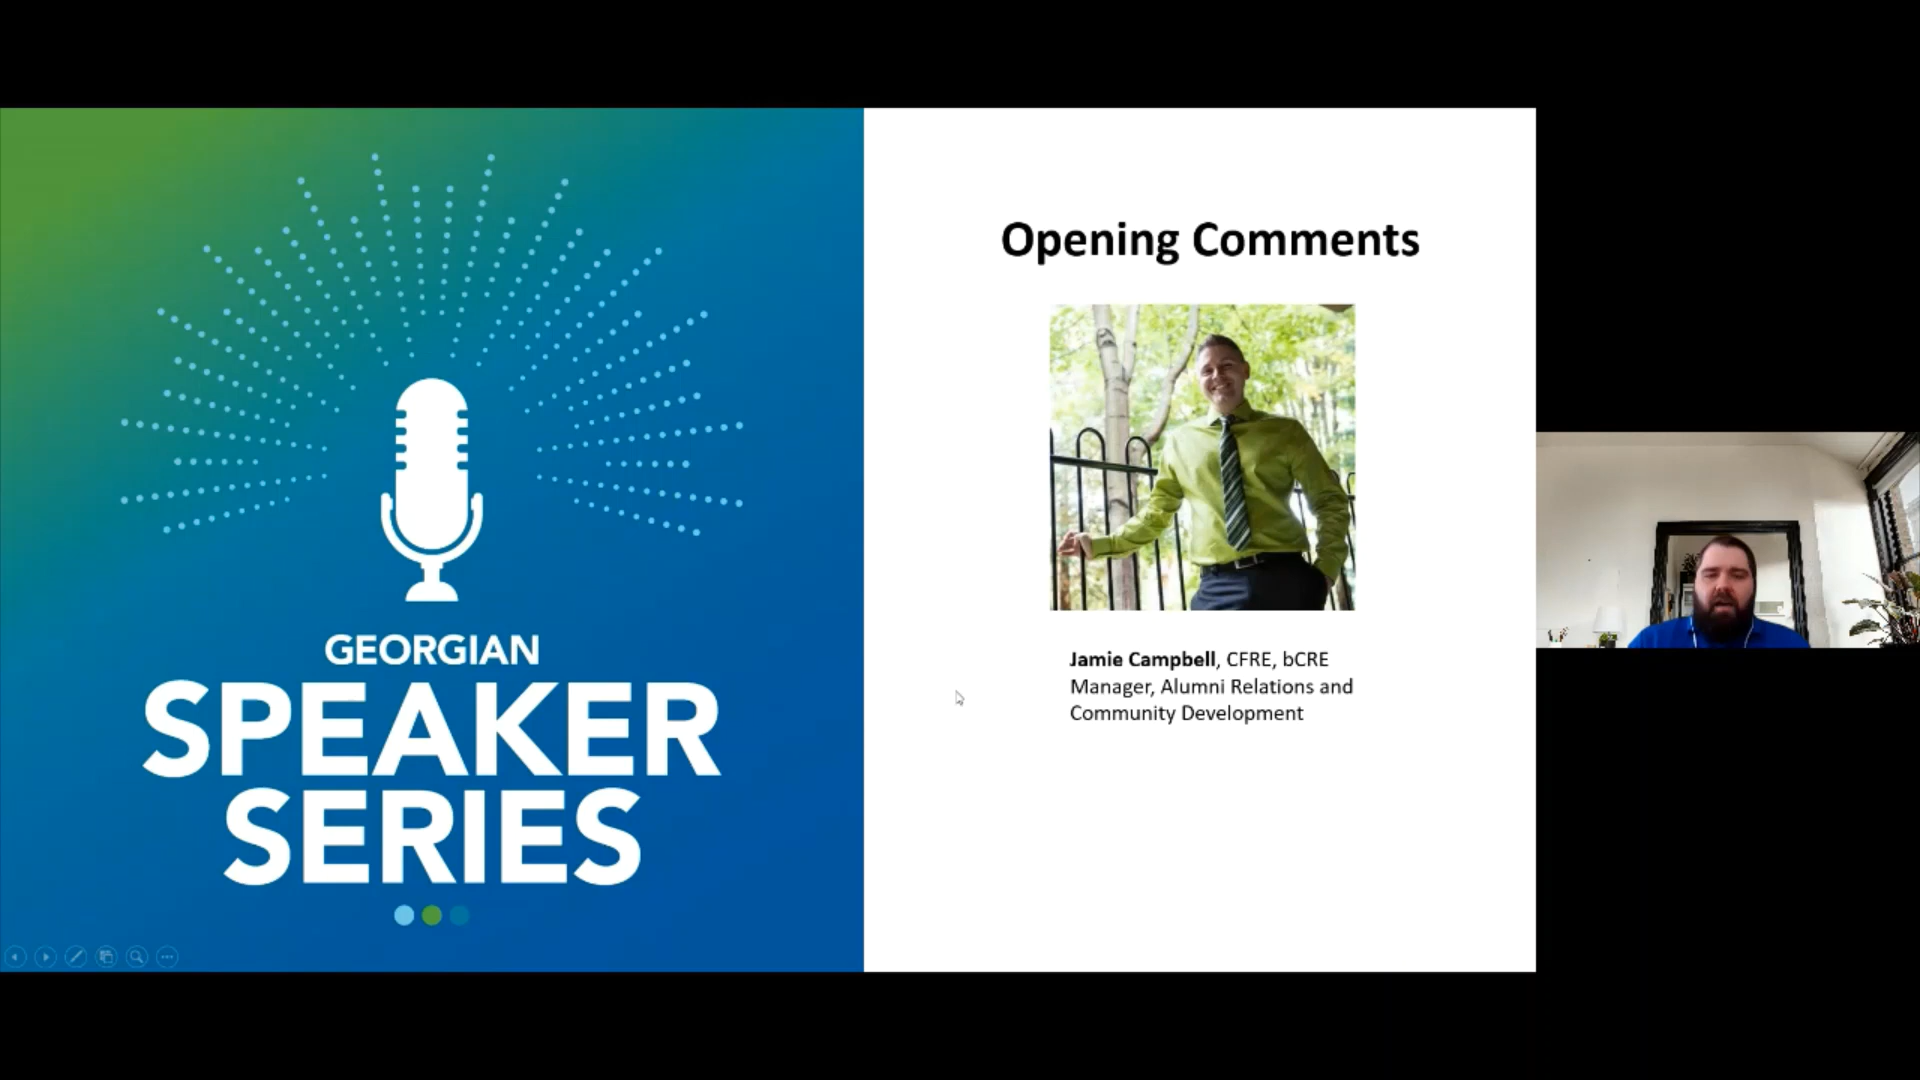 GEORGIAN
SPEAKER
SERIES
Opening Comments
Jamie Campbell, CFRE, bCRE
Manager, Alumni Relations and
Community Development